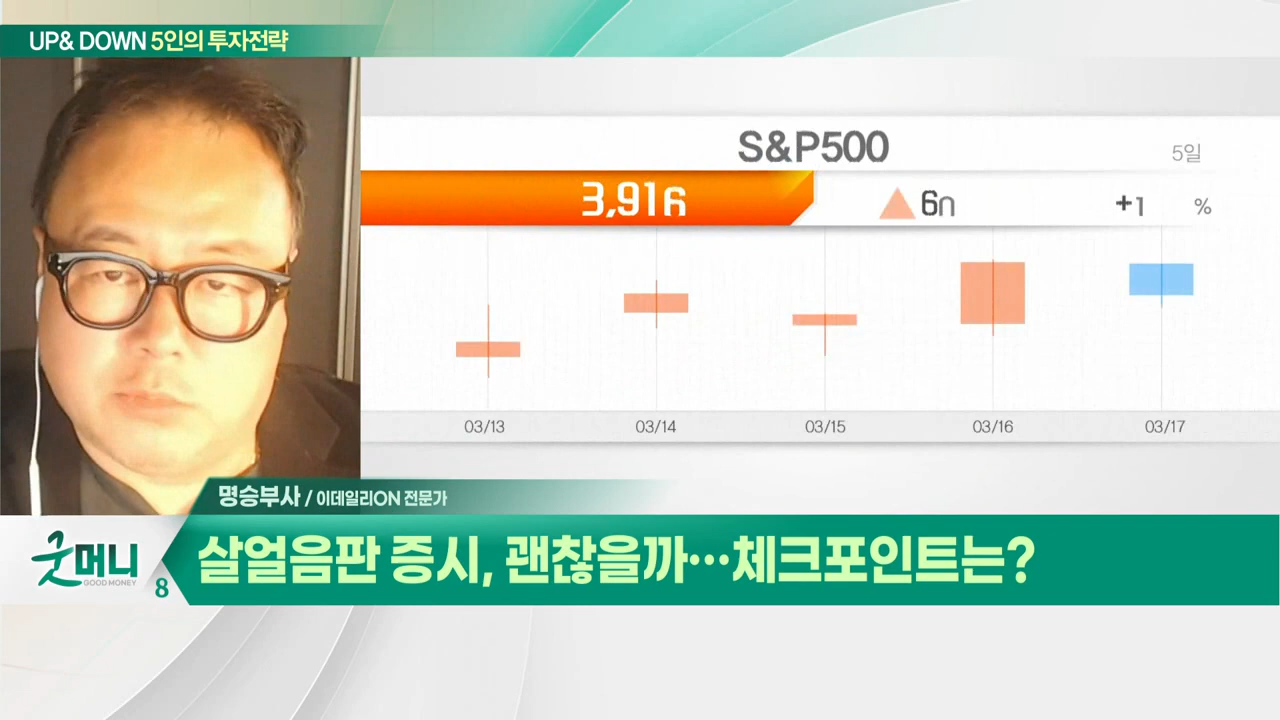 UP& DOWN 5인의 투자전략
S&P500
5일
3,916
%
03/13 03/14 03/15 03/16 03/17
명승부사 / 이데일리ON 전문가
굿머니
GOOD MONEY
8
살얼음판 증시, 괜찮을까…체크포인트는?